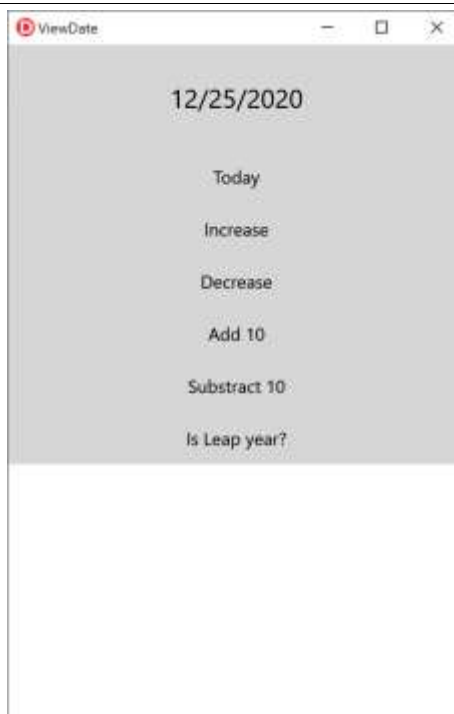 ViewDate
12/25/2020
Today
Increase
Decrease
Add 10
Substract 10
Is Leap year?